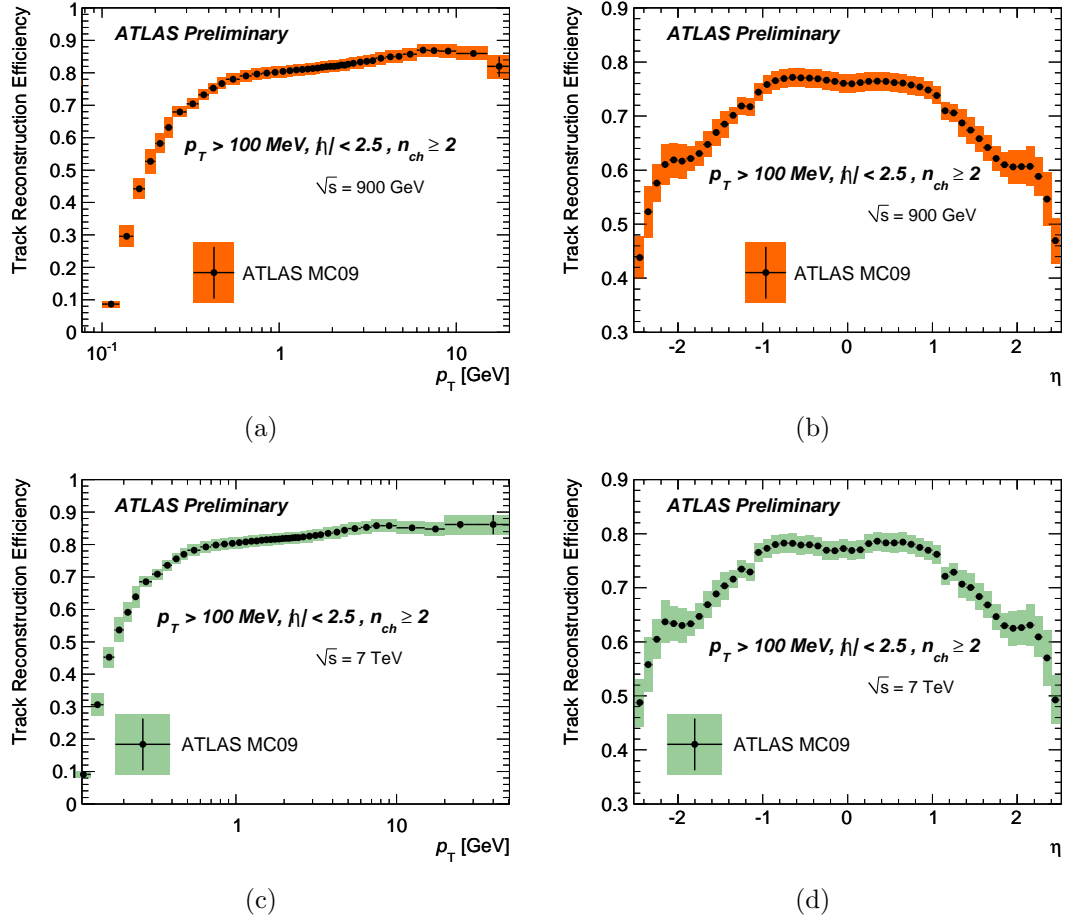 ATLAS Preliminary
Track Reconstruction Efficiency
1
0.9
0.8
0.7
0.6
0.5
0.4
0.3
0.2
0.1
0
p_T > 100 MeV, |η| < 2.5 , n_ch ≥ 2
√s = 900 GeV
ATLAS MC09
10⁻¹ 1 10
p_T [GeV]
(a)
ATLAS Preliminary
Track Reconstruction Efficiency
0.9
0.8
0.7
0.6
0.5
0.4
0.3
p_T > 100 MeV, |η| < 2.5 , n_ch ≥ 2
√s = 900 GeV
ATLAS MC09
-2 -1 0 1 2
η
(b)
ATLAS Preliminary
Track Reconstruction Efficiency
1
0.9
0.8
0.7
0.6
0.5
0.4
0.3
0.2
0.1
0
p_T > 100 MeV, |η| < 2.5 , n_ch ≥ 2
√s = 7 TeV
ATLAS MC09
1 10
p_T [GeV]
(c)
ATLAS Preliminary
Track Reconstruction Efficiency
0.9
0.8
0.7
0.6
0.5
0.4
0.3
p_T > 100 MeV, |η| < 2.5 , n_ch ≥ 2
√s = 7 TeV
ATLAS MC09
-2 -1 0 1 2
η
(d)